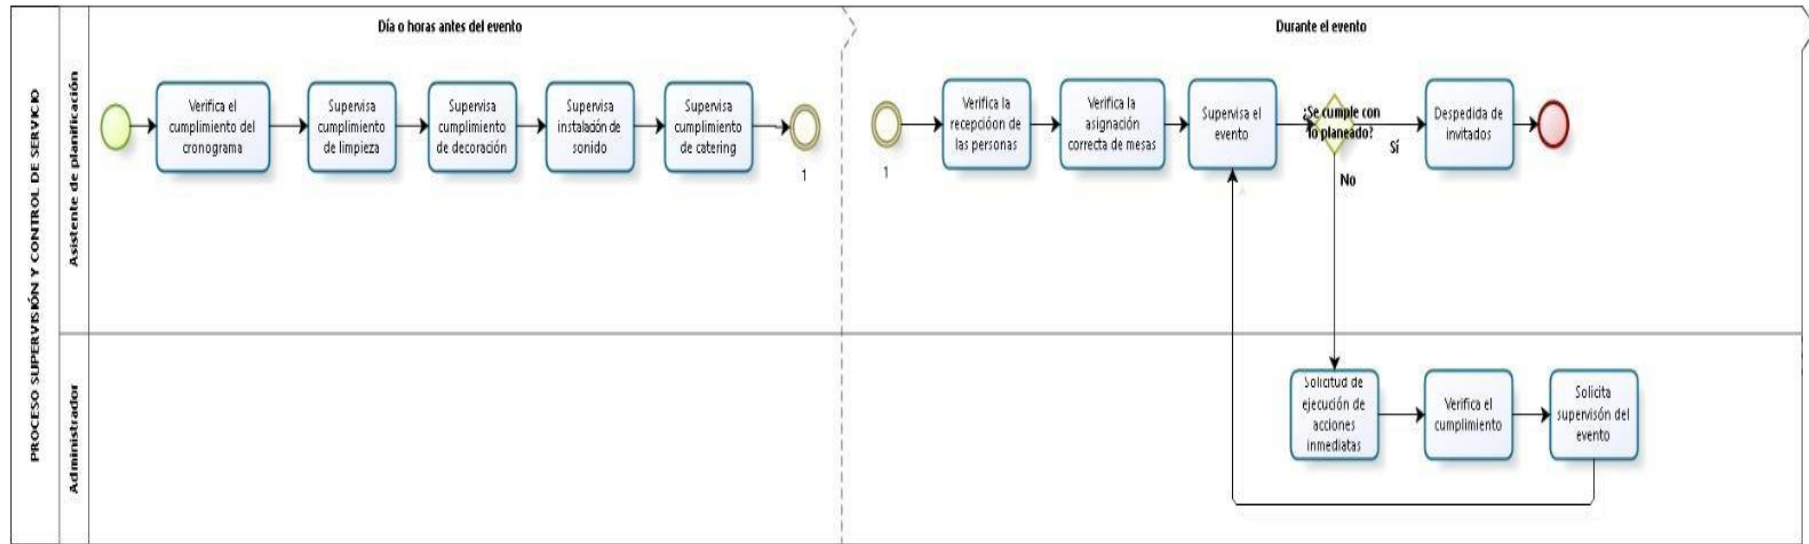 PROCESO SUPERVISIÓN Y CONTROL DE SERVICIO
Asistente de planificación
Día o horas antes del evento
Verifica el
cumplimiento del
cronograma
Supervisa
cumplimiento
de limpieza
Supervisa
cumplimiento
de decoración
Supervisa
instalación de
sonido
Supervisa
cumplimiento
de catering
1
Durante el evento
1
Verifica la
recepcióon de
las personas
Verifica la
asignación
correcta de mesas
Supervisa el
evento
¿Se cumple con
lo planeado?
Sí
No
Despedida de
invitados
Administrador
Solicitud de
ejecución de
acciones
inmediatas
Verifica el
cumplimiento
Solicita
supervisón del
evento